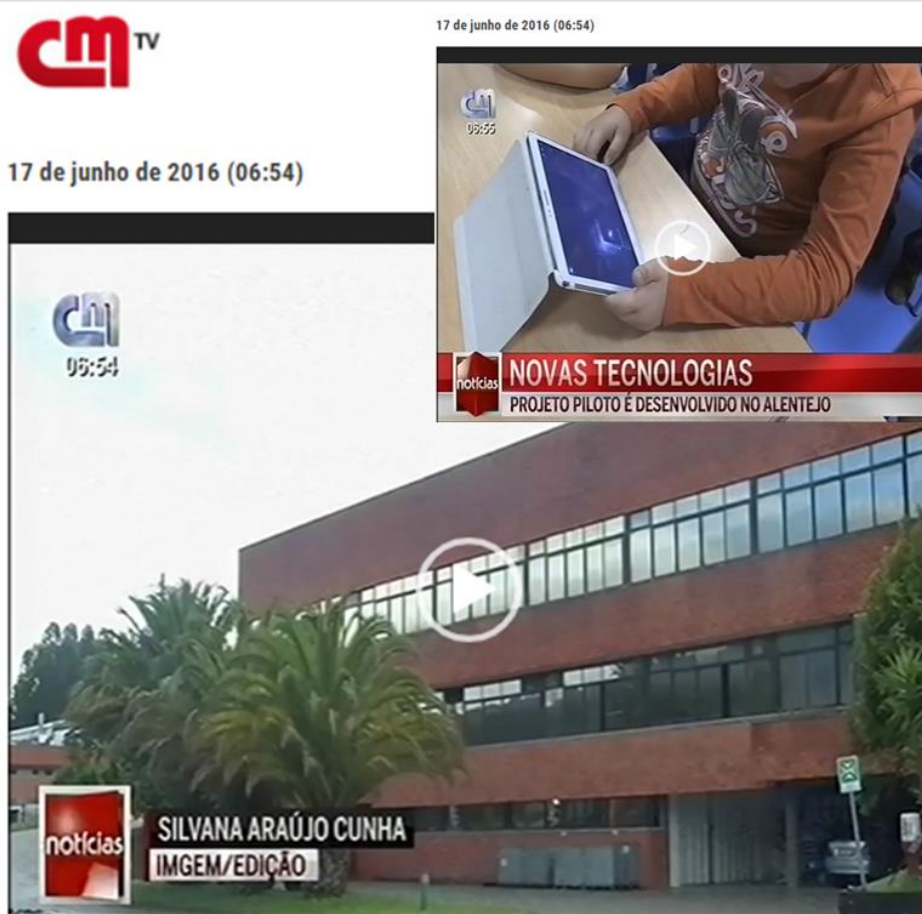 CM TV
17 de junho de 2016 (06:54)
CM
06:54
notícias
SILVANA ARAÚJO CUNHA
IMGEM/EDIÇÃO
17 de junho de 2016 (06:54)
CM
06:55
notícias
NOVAS TECNOLOGIAS
PROJETO PILOTO É DESENVOLVIDO NO ALENTEJO